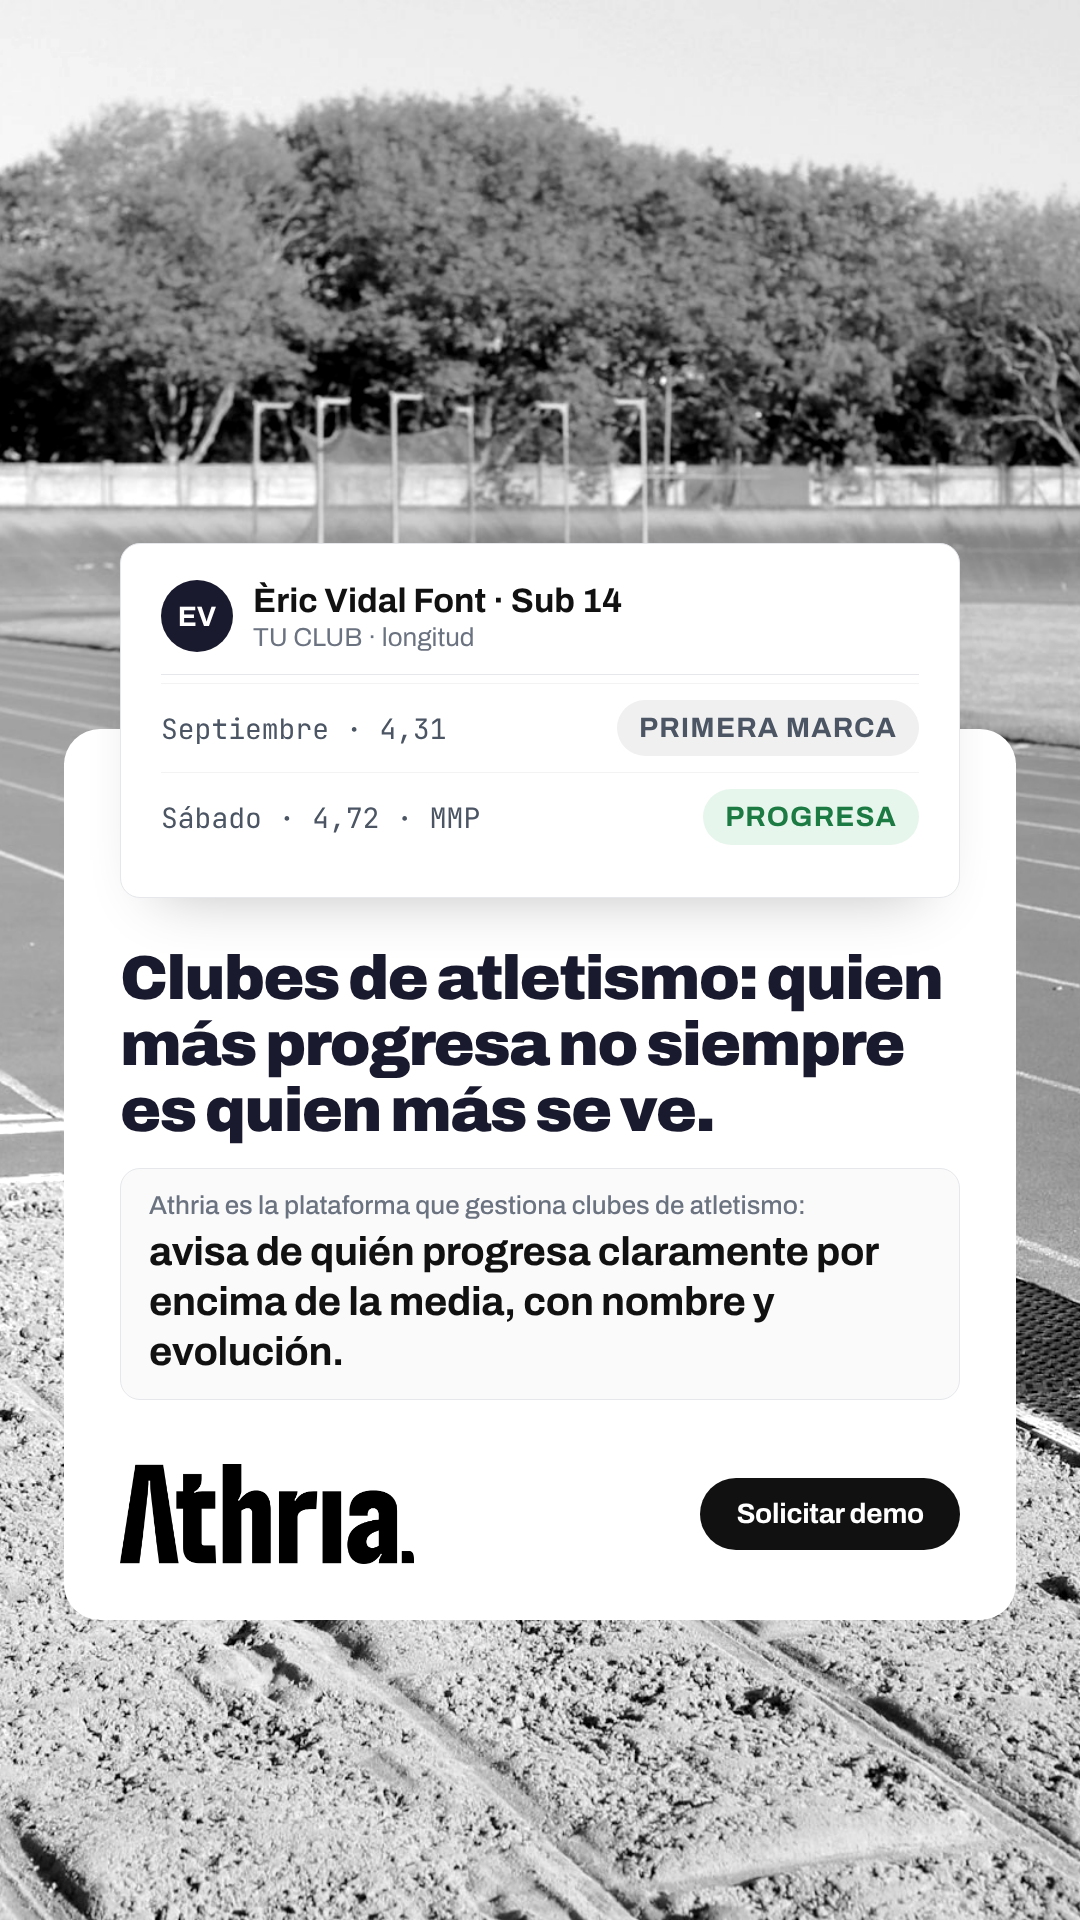 EV
Èric Vidal Font · Sub 14
TU CLUB · longitud
Septiembre · 4,31
PRIMERA MARCA
Sábado · 4,72 · MMP
PROGRESA
Clubes de atletismo: quien
más progresa no siempre
es quien más se ve.
Athria es la plataforma que gestiona clubes de atletismo:
avisa de quién progresa claramente por
encima de la media, con nombre y
evolución.
Athria.
Solicitar demo